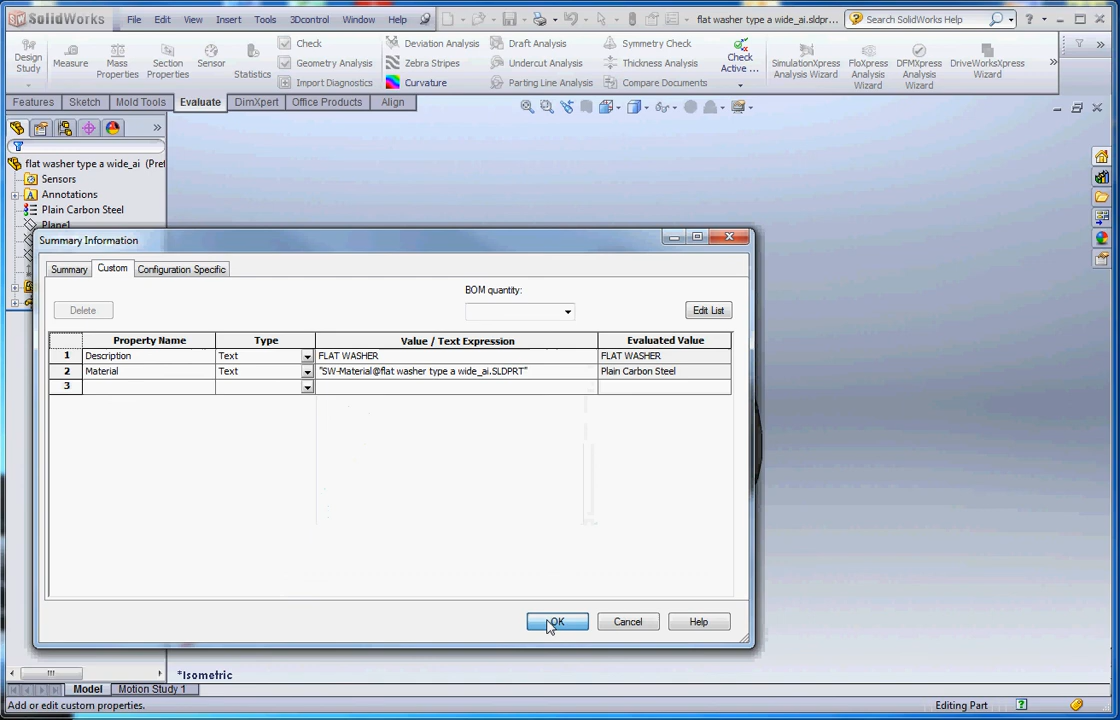 SolidWorks File Edit View Insert Tools 3Dcontrol Window Help flat washer type a wide_ai.sldpr... Search SolidWorks Help
Design Study
Measure
Mass Properties
Section Properties
Sensor
Statistics
Check
Geometry Analysis
Import Diagnostics
Deviation Analysis
Zebra Stripes
Curvature
Draft Analysis
Undercut Analysis
Parting Line Analysis
Symmetry Check
Thickness Analysis
Compare Documents
Check Active ...
SimulationXpress Analysis Wizard
FloXpress Analysis Wizard
DFMXpress Analysis Wizard
DriveWorksXpress Wizard
Features Sketch Mold Tools Evaluate DimXpert Office Products Align
flat washer type a wide_ai (Pref
Sensors
Annotations
Plain Carbon Steel
Plane1
Summary Information
Summary Custom Configuration Specific
BOM quantity:
Delete Edit List
Property Name Type Value / Text Expression Evaluated Value
1 Description Text FLAT WASHER FLAT WASHER
2 Material Text "SW-Material@flat washer type a wide_ai.SLDPRT" Plain Carbon Steel
3
OK Cancel Help
*Isometric
Model Motion Study 1
Add or edit custom properties. Editing Part